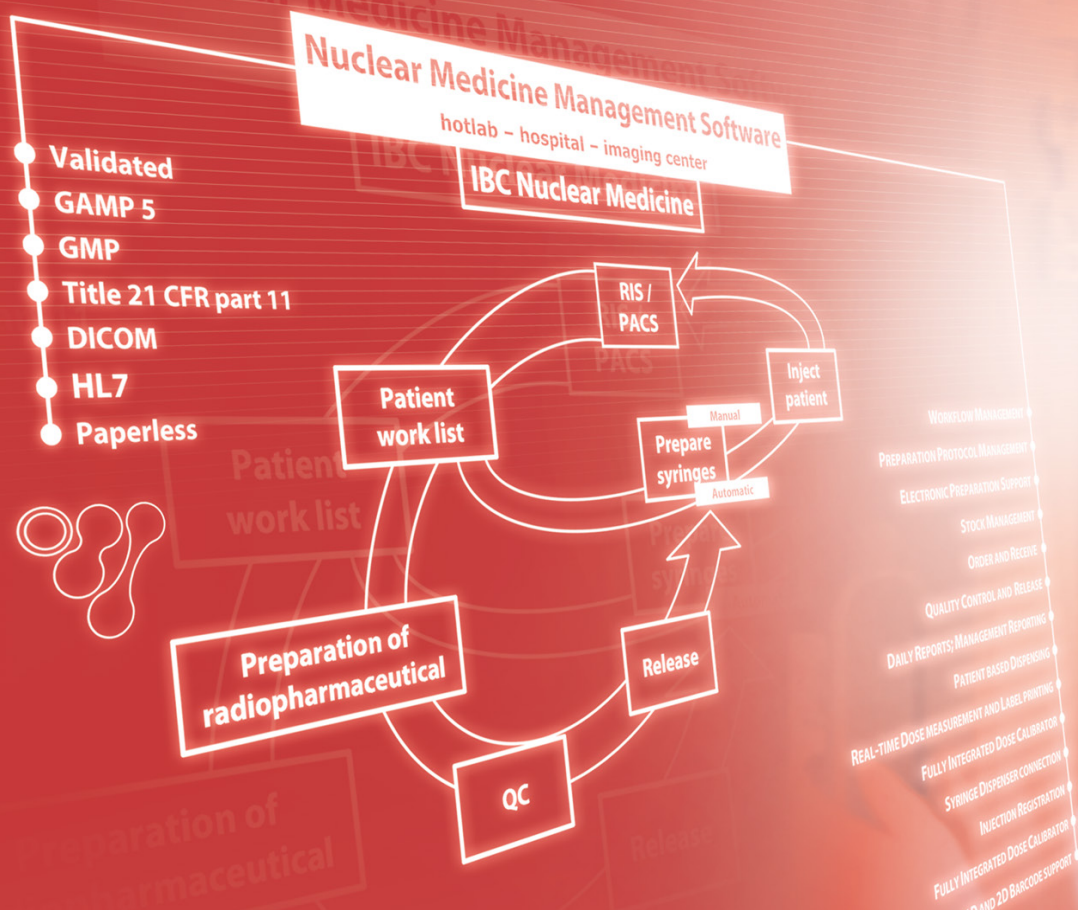 Nuclear Medicine Management Software
hotlab – hospital – imaging center
IBC Nuclear Medicine
Validated
GAMP 5
GMP
Title 21 CFR part 11
DICOM
HL7
Paperless
RIS /
PACS
Inject
patient
Patient
work list
Manual
Prepare
syringes
Automatic
Preparation of
radiopharmaceutical
Release
QC
WORKFLOW MANAGEMENT
PREPARATION PROTOCOL MANAGEMENT
ELECTRONIC PREPARATION SUPPORT
STOCK MANAGEMENT
ORDER AND RECEIVE
QUALITY CONTROL AND RELEASE
DAILY REPORTS; MANAGEMENT REPORTING
PATIENT BASED DISPENSING
REAL-TIME DOSE MEASUREMENT AND LABEL PRINTING
FULLY INTEGRATED DOSE CALIBRATOR
SYRINGE DISPENSER CONNECTION
INJECTION REGISTRATION
FULLY INTEGRATED DOSE CALIBRATOR
AND 2D BARCODE SUPPORT